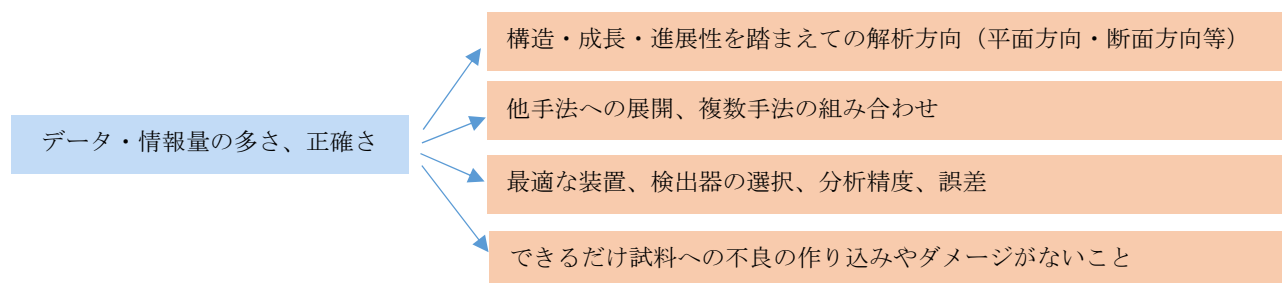 データ・情報量の多さ、正確さ
構造・成長・進展性を踏まえての解析方向（平面方向・断面方向等）
他手法への展開、複数手法の組み合わせ
最適な装置、検出器の選択、分析精度、誤差
できるだけ試料への不良の作り込みやダメージがないこと